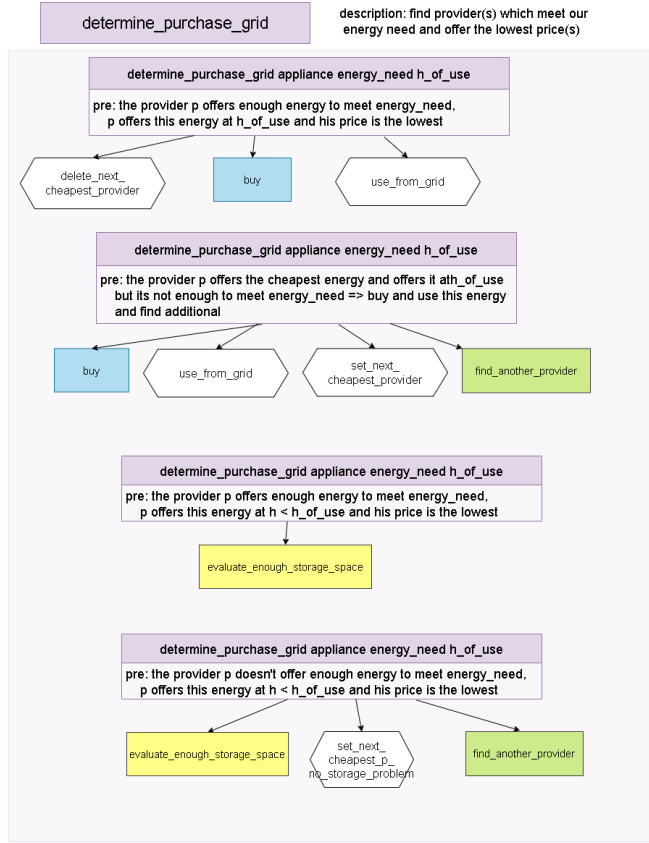 determine_purchase_grid
description: find provider(s) which meet our
energy need and offer the lowest price(s)
determine_purchase_grid appliance energy_need h_of_use
pre: the provider p offers enough energy to meet energy_need,
p offers this energy at h_of_use and his price is the lowest
delete_next_
cheapest_provider
buy
use_from_grid
determine_purchase_grid appliance energy_need h_of_use
pre: the provider p offers the cheapest energy and offers it ath_of_use
but its not enough to meet energy_need => buy and use this energy
and find additional
buy
use_from_grid
set_next_
cheapest_provider
find_another_provider
determine_purchase_grid appliance energy_need h_of_use
pre: the provider p offers enough energy to meet energy_need,
p offers this energy at h < h_of_use and his price is the lowest
evaluate_enough_storage_space
determine_purchase_grid appliance energy_need h_of_use
pre: the provider p doesn't offer enough energy to meet energy_need,
p offers this energy at h < h_of_use and his price is the lowest
evaluate_enough_storage_space
set_next_
cheapest_p_
no_storage_problem
find_another_provider